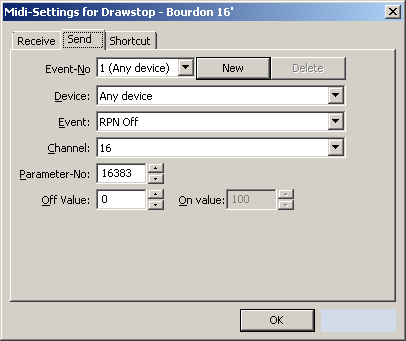 Midi-Settings for Drawstop - Bourdon 16'
Receive Send Shortcut
Event-No 1 (Any device) New Delete
Device: Any device
Event: RPN Off
Channel: 16
Parameter-No: 16383
Off Value: 0 On value: 100
OK